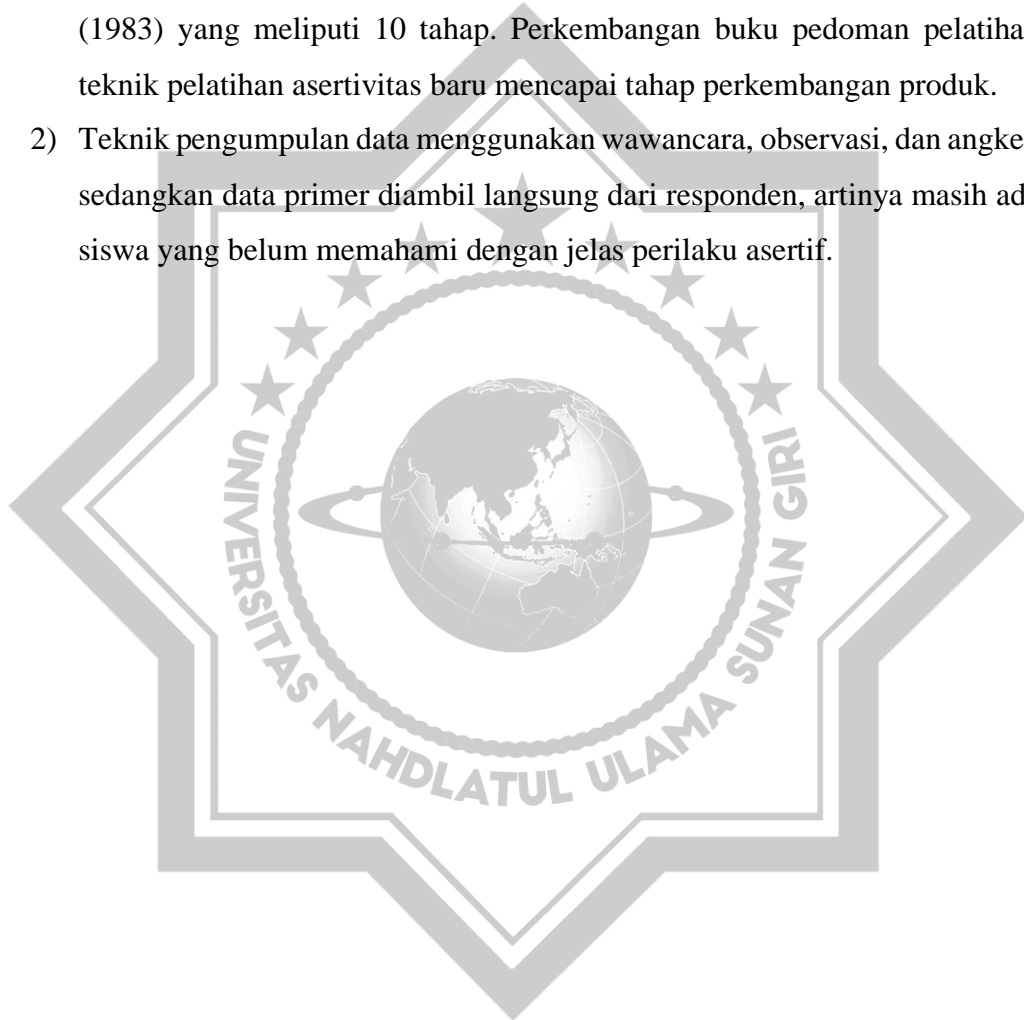 (1983) yang meliputi 10 tahap. Perkembangan buku pedoman pelatiha
teknik pelatihan asertivitas baru mencapai tahap perkembangan produk.
2) Teknik pengumpulan data menggunakan wawancara, observasi, dan angke
sedangkan data primer diambil langsung dari responden, artinya masih ad
siswa yang belum memahami dengan jelas perilaku asertif.
UNIVERSITAS NAHDLATUL ULAMA SUNAN GIRI